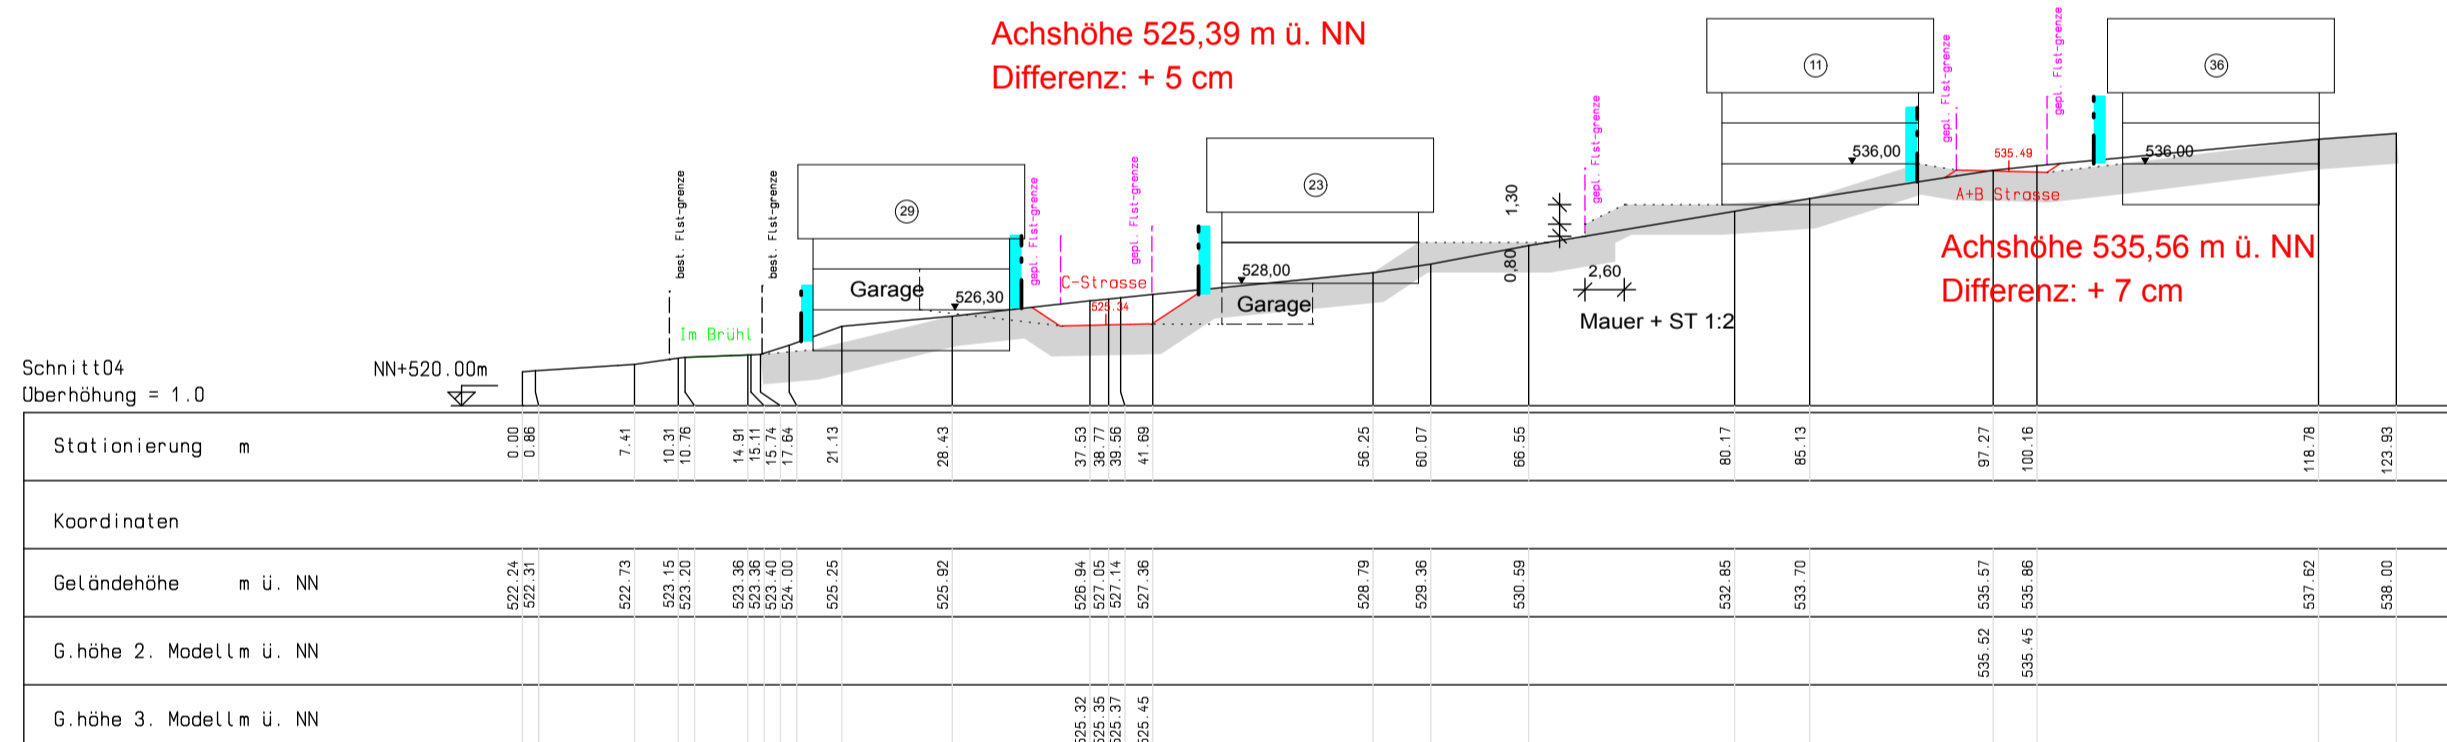 Achshöhe 525,39 m ü. NN
Differenz: + 5 cm
best. Flst-grenze
best. Flst-grenze
gepl. Flst-grenze
gepl. Flst-grenze
gepl. Flst-grenze
gepl. Flst-grenze
gepl. Flst-grenze
29
23
11
36
Garage
526,30
C-Strasse
525.34
528,00
Garage
1,30
0,80
2,60
Mauer + ST 1:2
536,00
535.49
536,00
A+B Strasse
Achshöhe 535,56 m ü. NN
Differenz: + 7 cm
Im Brühl
Schnitt04
Überhöhung = 1.0
NN+520.00m
Stationierung m 0.00 0.86 7.41 10.31 10.76 14.91 15.11 15.74 17.64 21.13 28.43 37.53 38.77 39.56 41.69 56.25 60.07 66.55 80.17 85.13 97.27 100.16 118.78 123.93
Koordinaten
Geländehöhe m ü. NN 522.24 522.31 522.73 523.15 523.20 523.36 523.36 523.40 524.00 525.25 525.92 526.94 527.05 527.14 527.36 528.79 529.36 530.59 532.85 533.70 535.57 535.86 537.62 538.00
G.höhe 2. Modellm ü. NN 535.52 535.45
G.höhe 3. Modellm ü. NN 525.32 525.35 525.37 525.45